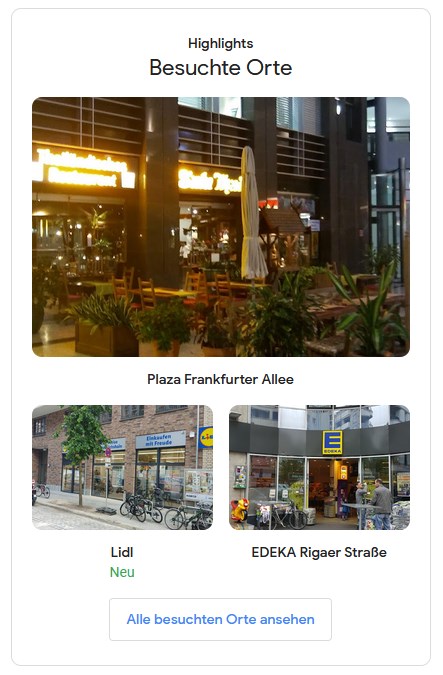 Highlights
Besuchte Orte
Restaurant
Plaza Frankfurter Allee
Einkaufen
mit Freude
EDEKA
Lidl
Neu
EDEKA Rigaer Straße
Alle besuchten Orte ansehen